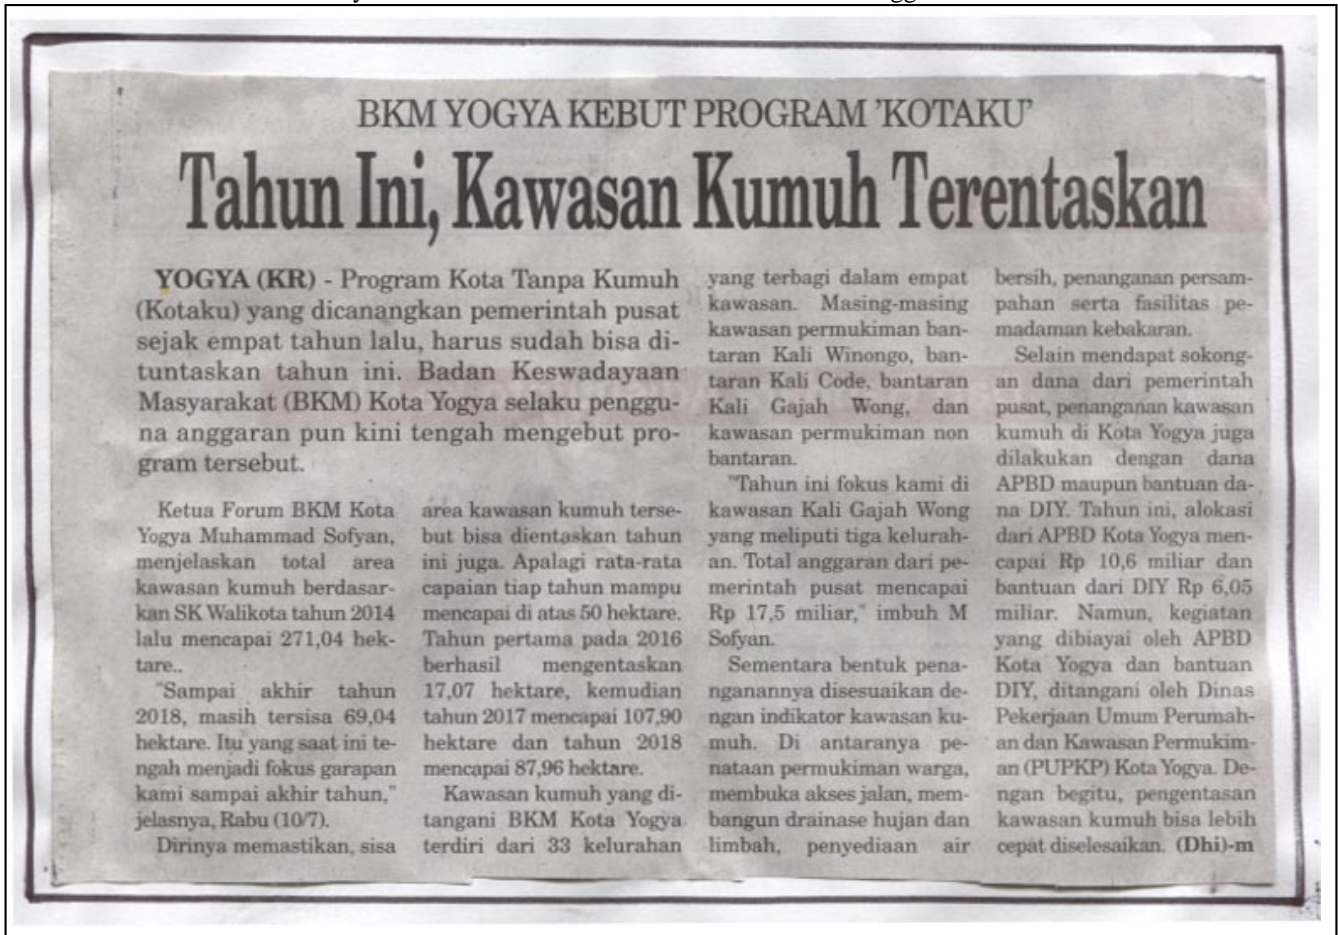 BKM YOGYA KEBUT PROGRAM 'KOTAKU'
Tahun Ini, Kawasan Kumuh Terentaskan
YOGYA (KR) - Program Kota Tanpa Kumuh
(Kotaku) yang dicanangkan pemerintah pusat
sejak empat tahun lalu, harus sudah bisa di-
tuntaskan tahun ini. Badan Keswadayaan
Masyarakat (BKM) Kota Yogya selaku penggu-
na anggaran pun kini tengah mengebut pro-
gram tersebut.
Ketua Forum BKM Kota
Yogya Muhammad Sofyan,
menjelaskan total area
kawasan kumuh berdasar-
kan SK Walikota tahun 2014
lalu mencapai 271,04 hek-
tare..
"Sampai akhir tahun
2018, masih tersisa 69,04
hektare. Itu yang saat ini te-
ngah menjadi fokus garapan
kami sampai akhir tahun,"
jelasnya, Rabu (10/7).
Dirinya memastikan, sisa
area kawasan kumuh terse-
but bisa dientaskan tahun
ini juga. Apalagi rata-rata
capaian tiap tahun mampu
mencapai di atas 50 hektare.
Tahun pertama pada 2016
berhasil mengentaskan
17,07 hektare, kemudian
tahun 2017 mencapai 107,90
hektare dan tahun 2018
mencapai 87,96 hektare.
Kawasan kumuh yang di-
tangani BKM Kota Yogya
terdiri dari 33 kelurahan
yang terbagi dalam empat
kawasan. Masing-masing
kawasan permukiman ban-
taran Kali Winongo, ban-
taran Kali Code, bantaran
Kali Gajah Wong, dan
kawasan permukiman non
bantaran.
"Tahun ini fokus kami di
kawasan Kali Gajah Wong
yang meliputi tiga kelurah-
an. Total anggaran dari pe-
merintah pusat mencapai
Rp 17,5 miliar," imbuh M
Sofyan.
Sementara bentuk pena-
nganannya disesuaikan de-
ngan indikator kawasan ku-
muh. Di antaranya pe-
nataan permukiman warga,
membuka akses jalan, mem-
bangun drainase hujan dan
limbah, penyediaan air
bersih, penanganan persam-
pahan serta fasilitas pe-
madaman kebakaran.
Selain mendapat sokong-
an dana dari pemerintah
pusat, penanganan kawasan
kumuh di Kota Yogya juga
dilakukan dengan dana
APBD maupun bantuan da-
na DIY. Tahun ini, alokasi
dari APBD Kota Yogya men-
capai Rp 10,6 miliar dan
bantuan dari DIY Rp 6,05
miliar. Namun, kegiatan
yang dibiayai oleh APBD
Kota Yogya dan bantuan
DIY, ditangani oleh Dinas
Pekerjaan Umum Perumah-
an dan Kawasan Permukim-
an (PUPKP) Kota Yogya. De-
ngan begitu, pengentasan
kawasan kumuh bisa lebih
cepat diselesaikan. (Dhi)-m